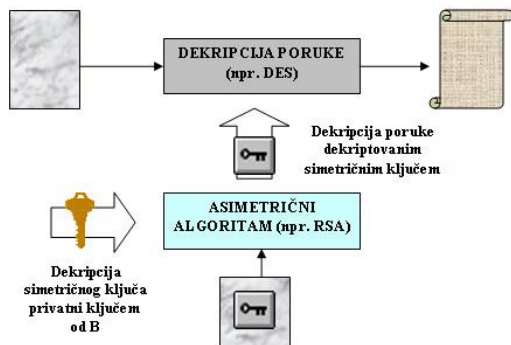 DEKRIPCIJA PORUKE
(npr. DES)
Dekripcija poruke
dekriptovanim
simetričnim ključem
ASIMETRIČNI
ALGORITAM (npr. RSA)
Dekripcija
simetričnog ključa
privatni ključem
od B